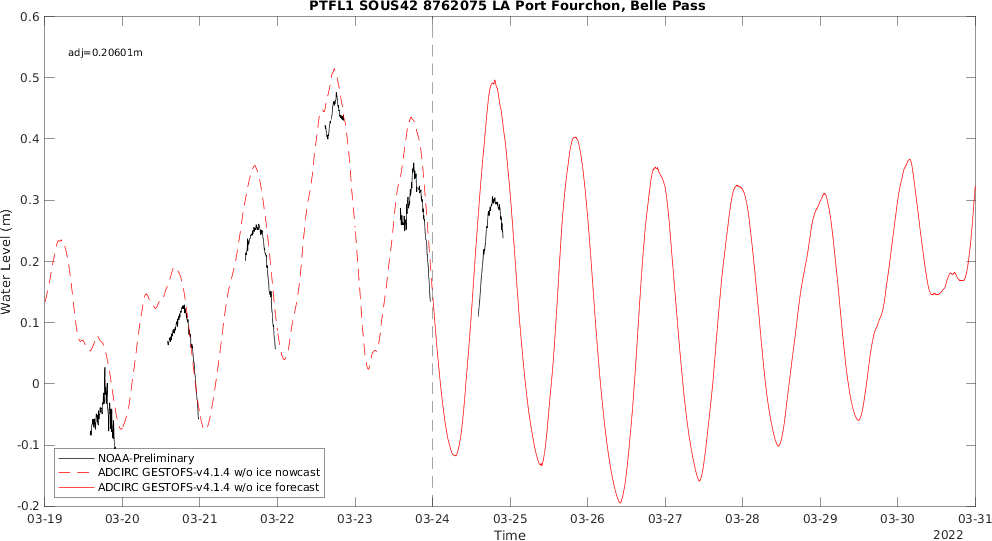 PTFL1 SOUS42 8762075 LA Port Fourchon, Belle Pass
adj=0.20601m
Water Level (m)
0.6
0.5
0.4
0.3
0.2
0.1
0
-0.1
-0.2
NOAA-Preliminary
ADCIRC GESTOFS-v4.1.4 w/o ice nowcast
ADCIRC GESTOFS-v4.1.4 w/o ice forecast
03-19 03-20 03-21 03-22 03-23 03-24 03-25 03-26 03-27 03-28 03-29 03-30 03-31
Time
2022